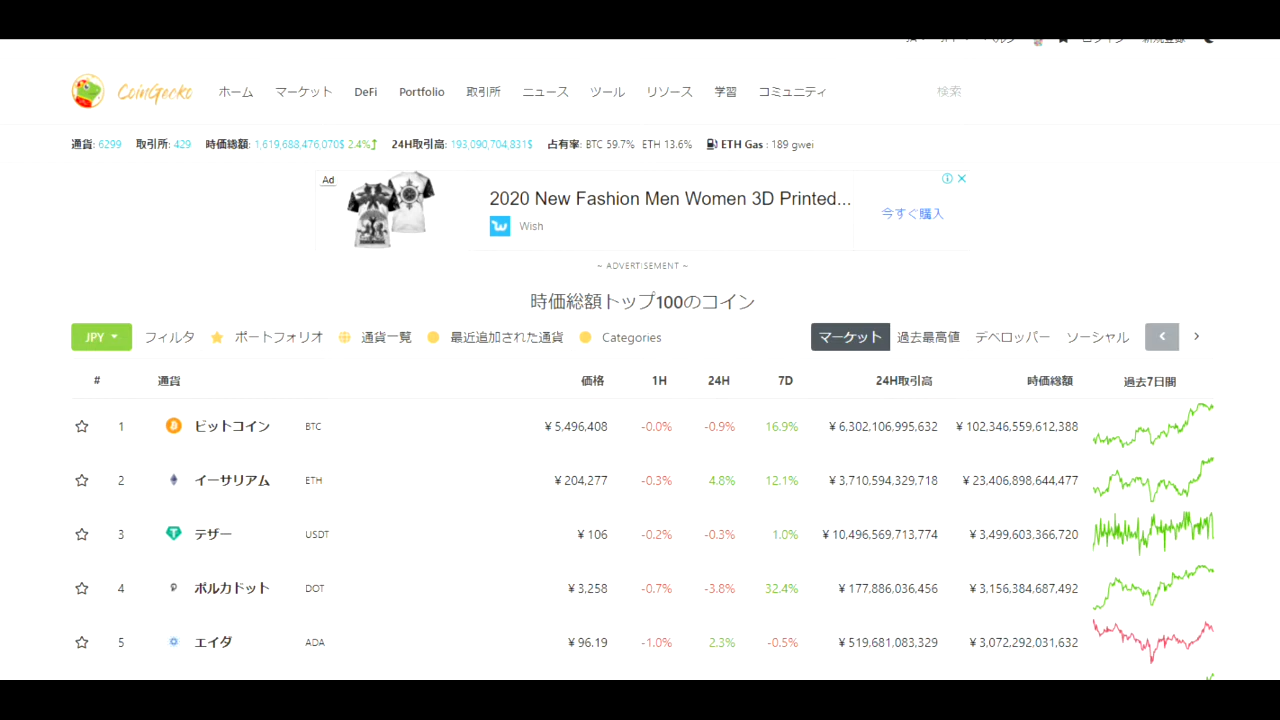 CoinGecko ホーム マーケット DeFi Portfolio 取引所 ニュース ツール リソース 学習 コミュニティ 検索
通貨: 6299 取引所: 429 時価総額: 1,619,688,476,070$ 2.4% 24H取引高: 193,090,704,831$ 占有率: BTC 59.7% ETH 13.6% ETH Gas : 189 gwei
Ad
2020 New Fashion Men Women 3D Printed...
Wish
今すぐ購入
~ ADVERTISEMENT ~
時価総額トップ100のコイン
JPY フィルタ ポートフォリオ 通貨一覧 最近追加された通貨 Categories マーケット 過去最高値 デベロッパー ソーシャル
# 通貨 価格 1H 24H 7D 24H取引高 時価総額 過去7日間
1 ビットコイン BTC ¥5,496,408 -0.0% -0.9% 16.9% ¥6,302,106,995,632 ¥102,346,559,612,388
2 イーサリアム ETH ¥204,277 -0.3% 4.8% 12.1% ¥3,710,594,329,718 ¥23,406,898,644,477
3 テザー USDT ¥106 -0.2% -0.3% 1.0% ¥10,496,569,713,774 ¥3,499,603,366,720
4 ポルカドット DOT ¥3,258 -0.7% -3.8% 32.4% ¥177,886,036,456 ¥3,156,384,687,492
5 エイダ ADA ¥96.19 -1.0% 2.3% -0.5% ¥519,681,083,329 ¥3,072,292,031,632